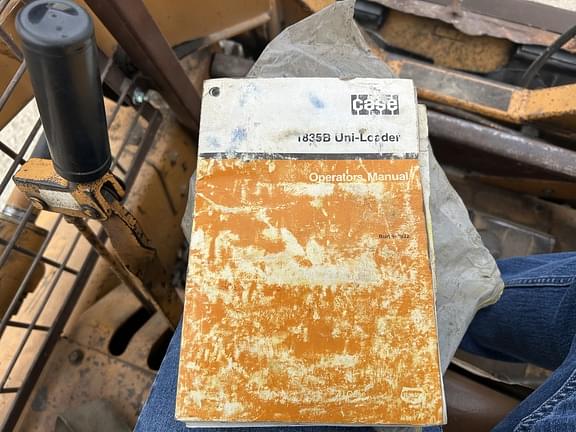 case
1835B Uni-Loader
Operators Manual